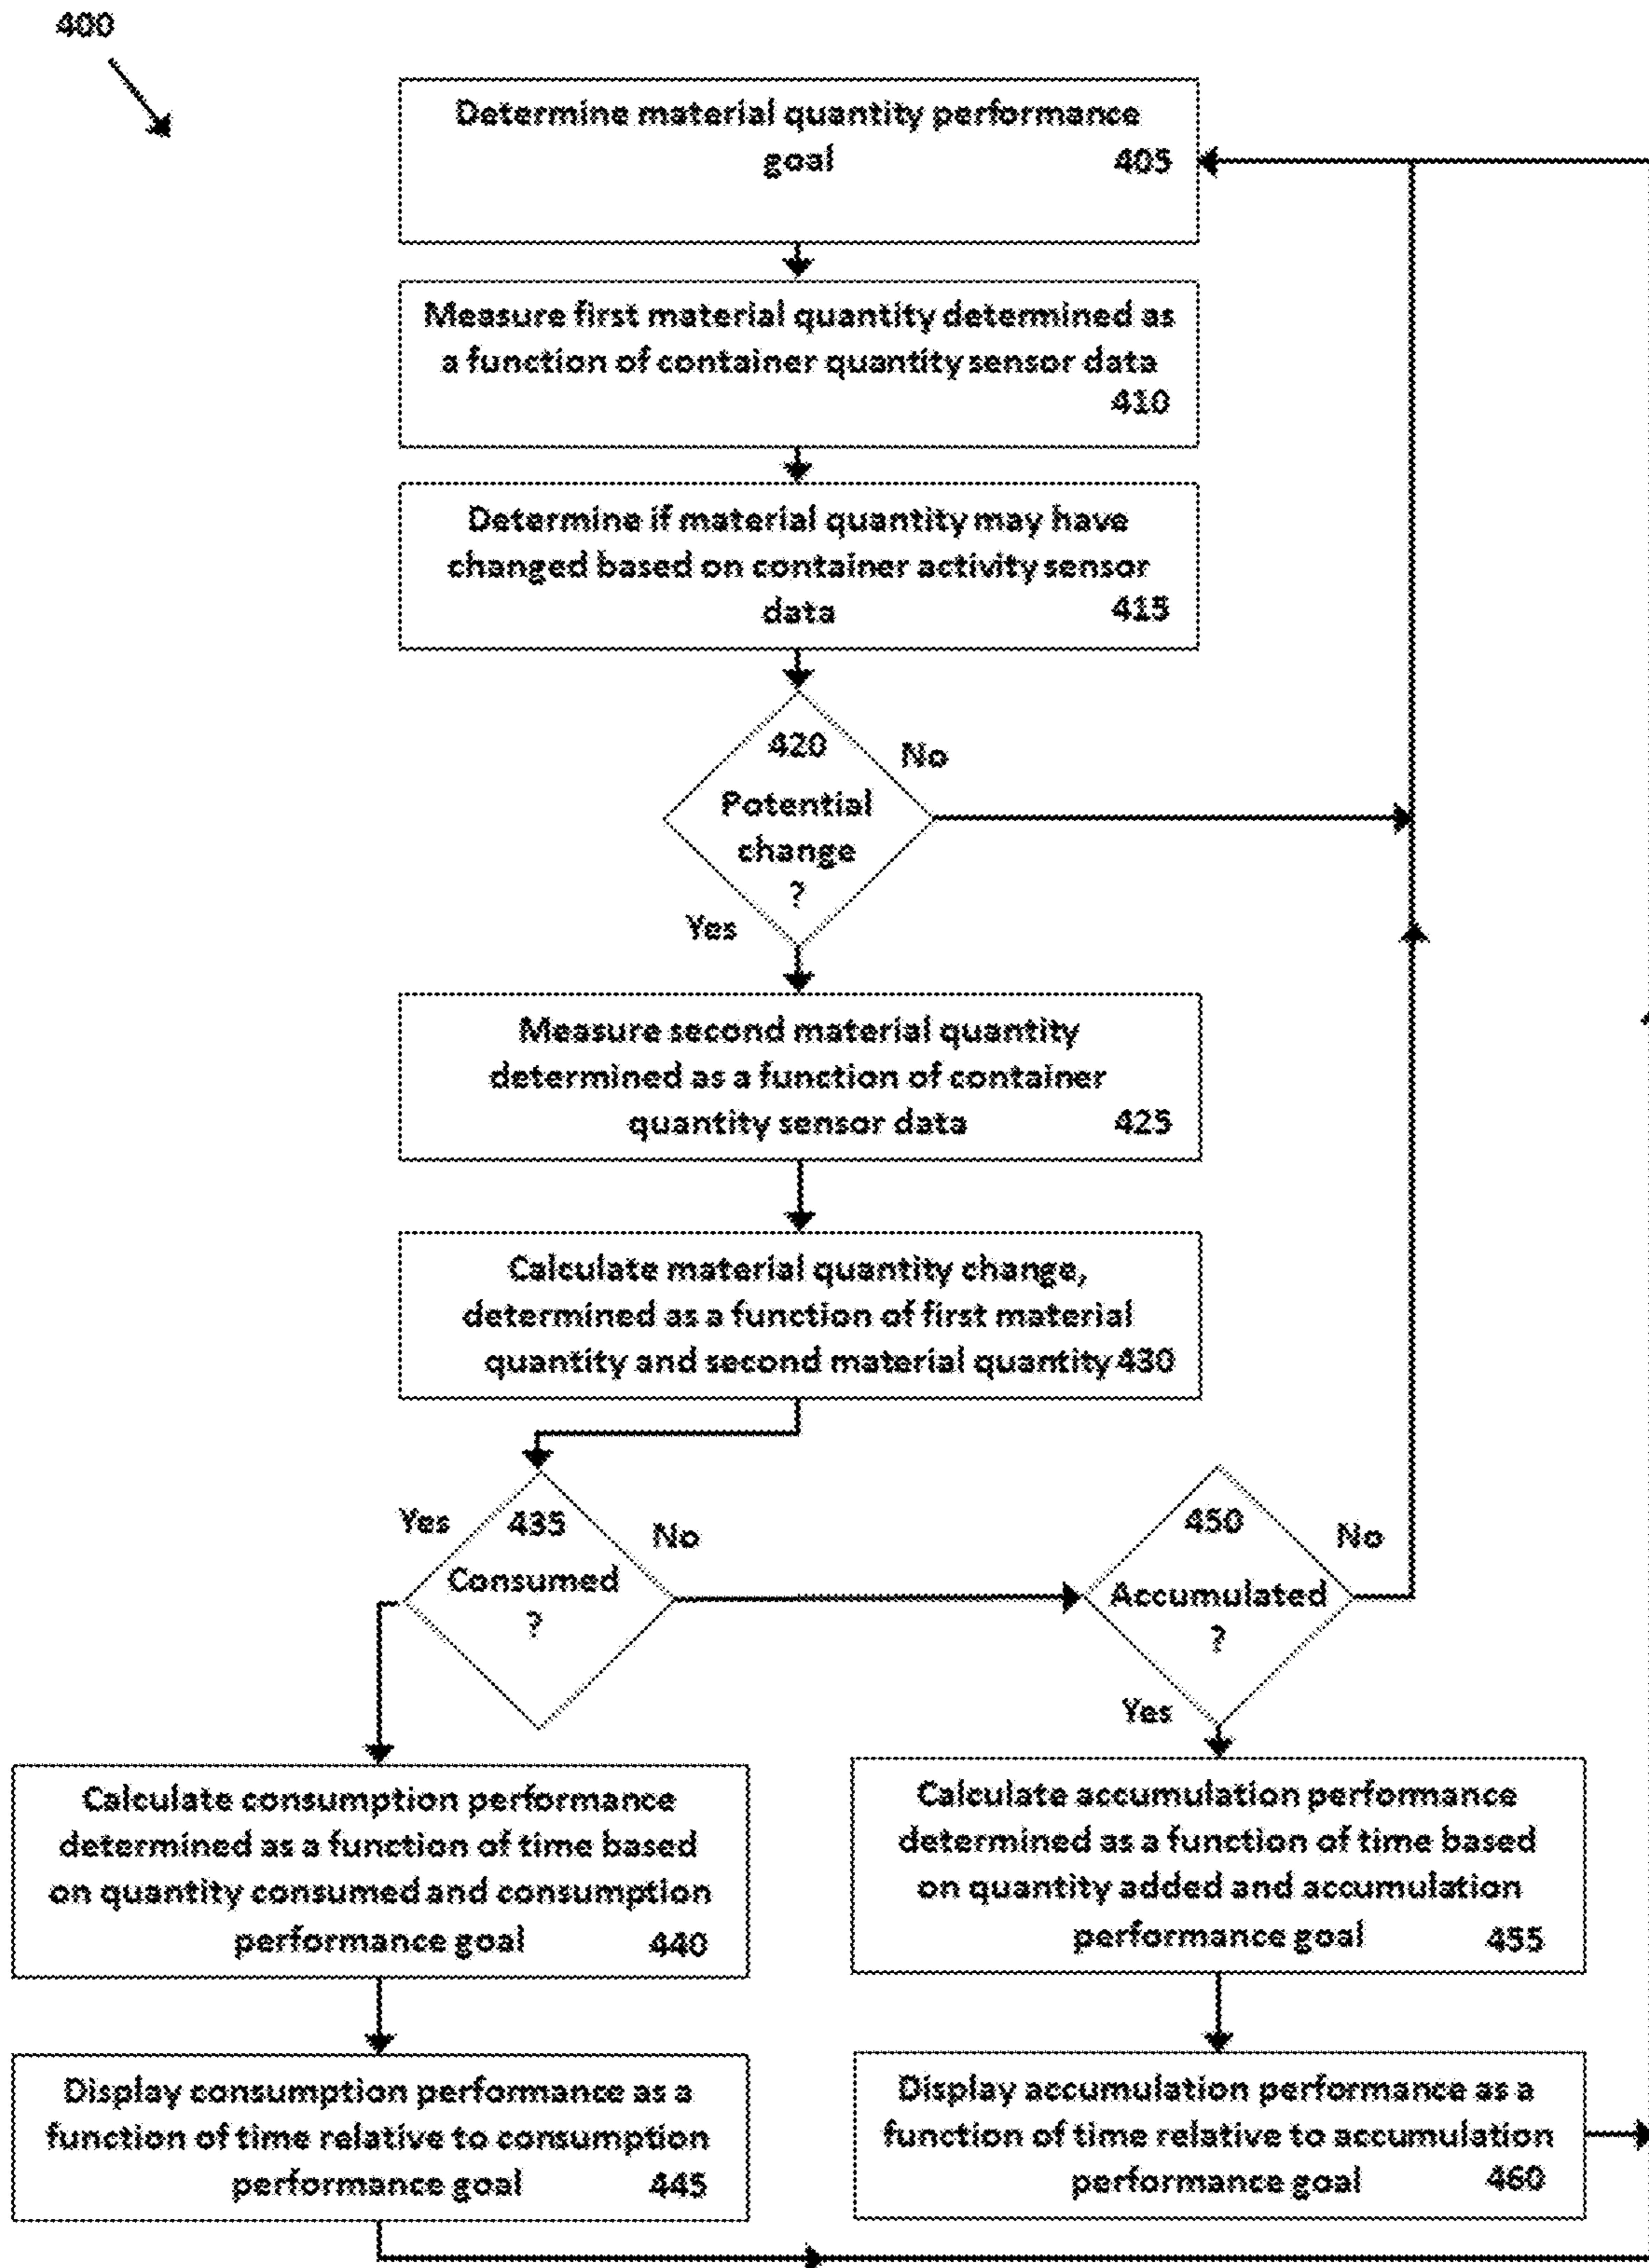 400
Determine material quantity performance
goal 405
Measure first material quantity determined as
a function of container quantity sensor data
410
Determine if material quantity may have
changed based on container activity sensor
data 415
420
No
Potential
change
?
Yes
Measure second material quantity
determined as a function of container
quantity sensor data 425
Calculate material quantity change,
determined as a function of first material
quantity and second material quantity 430
Yes 435 No
Consumed
?
450 No
Accumulated
?
Yes
Calculate consumption performance
determined as a function of time based
on quantity consumed and consumption
performance goal 440
Calculate accumulation performance
determined as a function of time based
on quantity added and accumulation
performance goal 455
Display consumption performance as a
function of time relative to consumption
performance goal 445
Display accumulation performance as a
function of time relative to accumulation
performance goal 460